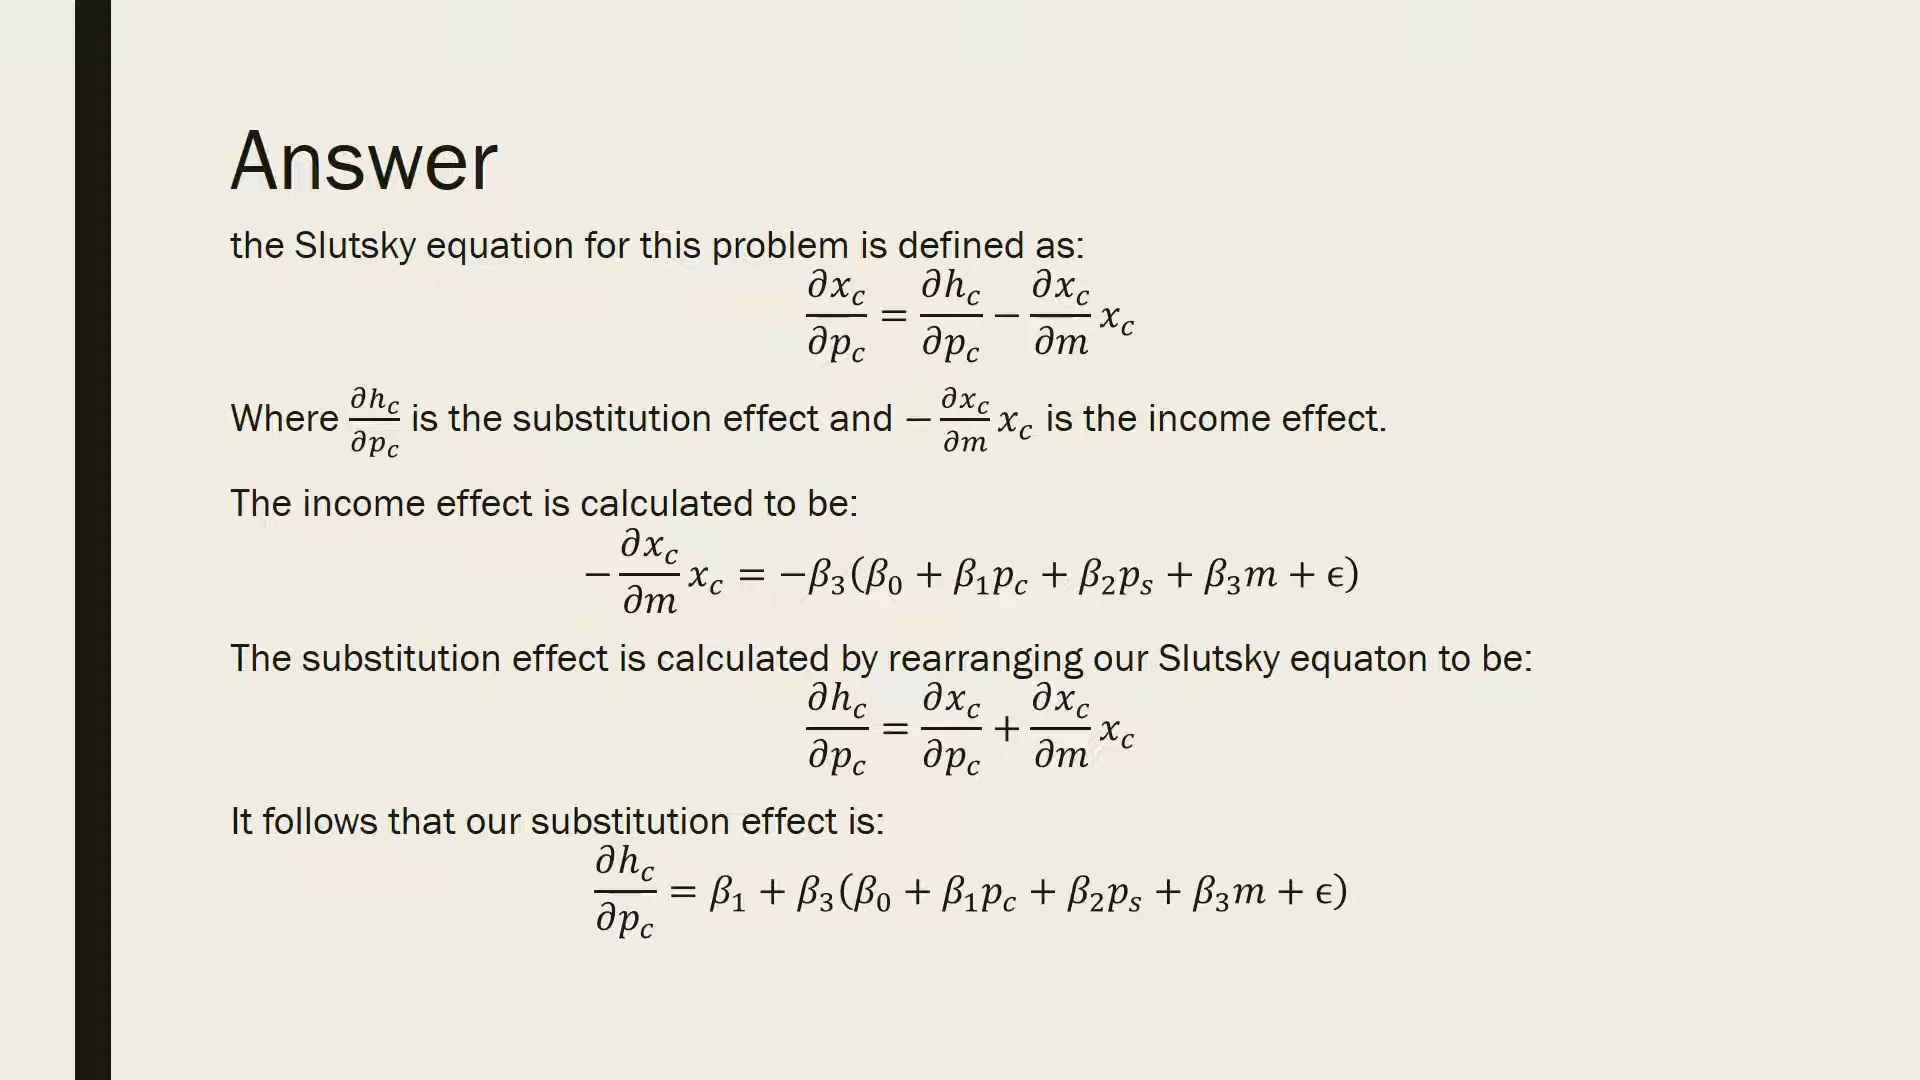 Answer
the Slutsky equation for this problem is defined as:
∂x_c/∂p_c = ∂h_c/∂p_c − ∂x_c/∂m x_c
Where ∂h_c/∂p_c is the substitution effect and − ∂x_c/∂m x_c is the income effect.
The income effect is calculated to be:
− ∂x_c/∂m x_c = −β_3(β_0 + β_1p_c + β_2p_s + β_3m + ϵ)
The substitution effect is calculated by rearranging our Slutsky equaton to be:
∂h_c/∂p_c = ∂x_c/∂p_c + ∂x_c/∂m x_c
It follows that our substitution effect is:
∂h_c/∂p_c = β_1 + β_3(β_0 + β_1p_c + β_2p_s + β_3m + ϵ)